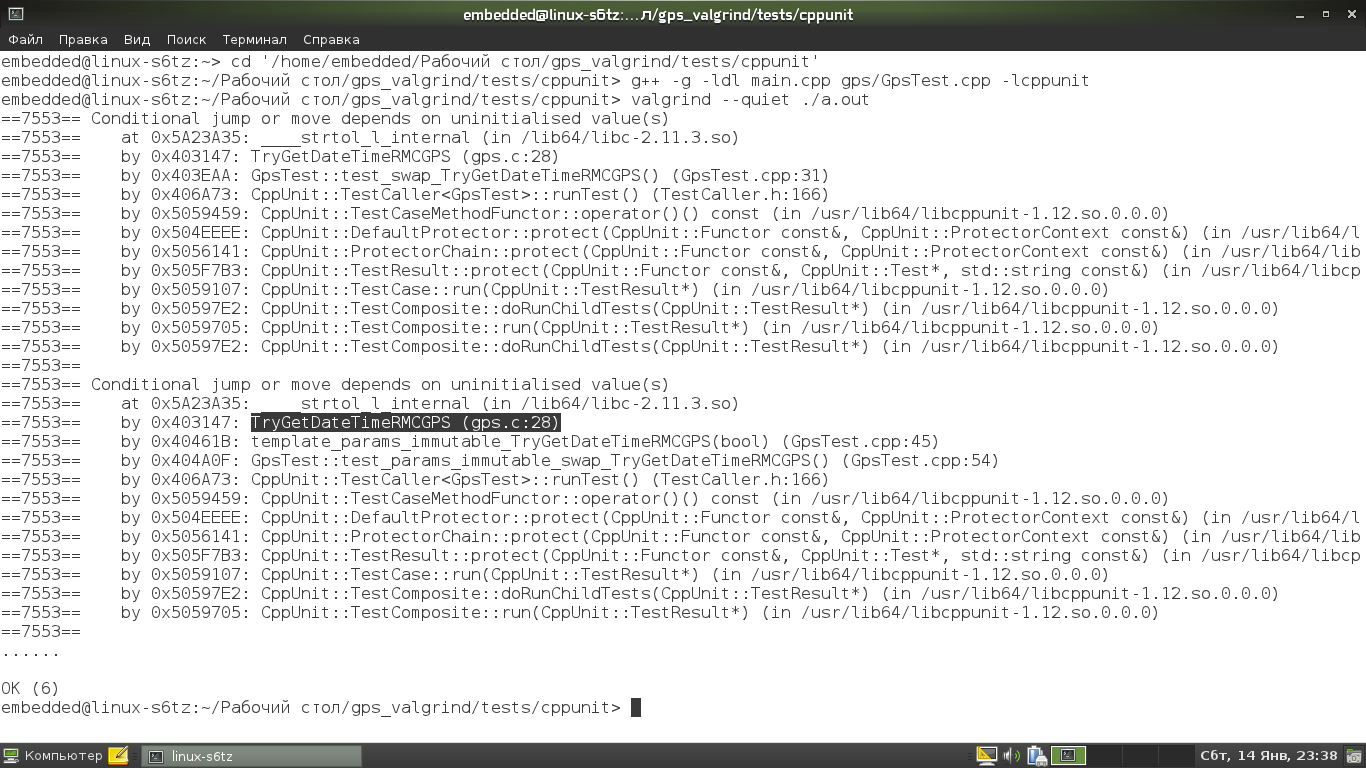 embedded@linux-s6tz:...л/gps_valgrind/tests/cppunit
Файл Правка Вид Поиск Терминал Справка
embedded@linux-s6tz:~> cd '/home/embedded/Рабочий стол/gps_valgrind/tests/cppunit'
embedded@linux-s6tz:~/Рабочий стол/gps_valgrind/tests/cppunit> g++ -g -ldl main.cpp gps/GpsTest.cpp -lcppunit
embedded@linux-s6tz:~/Рабочий стол/gps_valgrind/tests/cppunit> valgrind --quiet ./a.out
==7553== Conditional jump or move depends on uninitialised value(s)
==7553==    at 0x5A23A35: ____strtol_l_internal (in /lib64/libc-2.11.3.so)
==7553==    by 0x403147: TryGetDateTimeRMCGPS (gps.c:28)
==7553==    by 0x403EAA: GpsTest::test_swap_TryGetDateTimeRMCGPS() (GpsTest.cpp:31)
==7553==    by 0x406A73: CppUnit::TestCaller<GpsTest>::runTest() (TestCaller.h:166)
==7553==    by 0x5059459: CppUnit::TestCaseMethodFunctor::operator()() const (in /usr/lib64/libcppunit-1.12.so.0.0.0)
==7553==    by 0x504EEEE: CppUnit::DefaultProtector::protect(CppUnit::Functor const&, CppUnit::ProtectorContext const&) (in /usr/lib64/l
==7553==    by 0x5056141: CppUnit::ProtectorChain::protect(CppUnit::Functor const&, CppUnit::ProtectorContext const&) (in /usr/lib64/lib
==7553==    by 0x505F7B3: CppUnit::TestResult::protect(CppUnit::Functor const&, CppUnit::Test*, std::string const&) (in /usr/lib64/libcp
==7553==    by 0x5059107: CppUnit::TestCase::run(CppUnit::TestResult*) (in /usr/lib64/libcppunit-1.12.so.0.0.0)
==7553==    by 0x50597E2: CppUnit::TestComposite::doRunChildTests(CppUnit::TestResult*) (in /usr/lib64/libcppunit-1.12.so.0.0.0)
==7553==    by 0x5059705: CppUnit::TestComposite::run(CppUnit::TestResult*) (in /usr/lib64/libcppunit-1.12.so.0.0.0)
==7553==    by 0x50597E2: CppUnit::TestComposite::doRunChildTests(CppUnit::TestResult*) (in /usr/lib64/libcppunit-1.12.so.0.0.0)
==7553==
==7553== Conditional jump or move depends on uninitialised value(s)
==7553==    at 0x5A23A35: ____strtol_l_internal (in /lib64/libc-2.11.3.so)
==7553==    by 0x403147: TryGetDateTimeRMCGPS (gps.c:28)
==7553==    by 0x40461B: template_params_immutable_TryGetDateTimeRMCGPS(bool) (GpsTest.cpp:45)
==7553==    by 0x404A0F: GpsTest::test_params_immutable_swap_TryGetDateTimeRMCGPS() (GpsTest.cpp:54)
==7553==    by 0x406A73: CppUnit::TestCaller<GpsTest>::runTest() (TestCaller.h:166)
==7553==    by 0x5059459: CppUnit::TestCaseMethodFunctor::operator()() const (in /usr/lib64/libcppunit-1.12.so.0.0.0)
==7553==    by 0x504EEEE: CppUnit::DefaultProtector::protect(CppUnit::Functor const&, CppUnit::ProtectorContext const&) (in /usr/lib64/l
==7553==    by 0x5056141: CppUnit::ProtectorChain::protect(CppUnit::Functor const&, CppUnit::ProtectorContext const&) (in /usr/lib64/lib
==7553==    by 0x505F7B3: CppUnit::TestResult::protect(CppUnit::Functor const&, CppUnit::Test*, std::string const&) (in /usr/lib64/libcp
==7553==    by 0x5059107: CppUnit::TestCase::run(CppUnit::TestResult*) (in /usr/lib64/libcppunit-1.12.so.0.0.0)
==7553==    by 0x50597E2: CppUnit::TestComposite::doRunChildTests(CppUnit::TestResult*) (in /usr/lib64/libcppunit-1.12.so.0.0.0)
==7553==    by 0x5059705: CppUnit::TestComposite::run(CppUnit::TestResult*) (in /usr/lib64/libcppunit-1.12.so.0.0.0)
==7553==
......
OK (6)
embedded@linux-s6tz:~/Рабочий стол/gps_valgrind/tests/cppunit>
Компьютер linux-s6tz Сбт, 14 Янв, 23:38